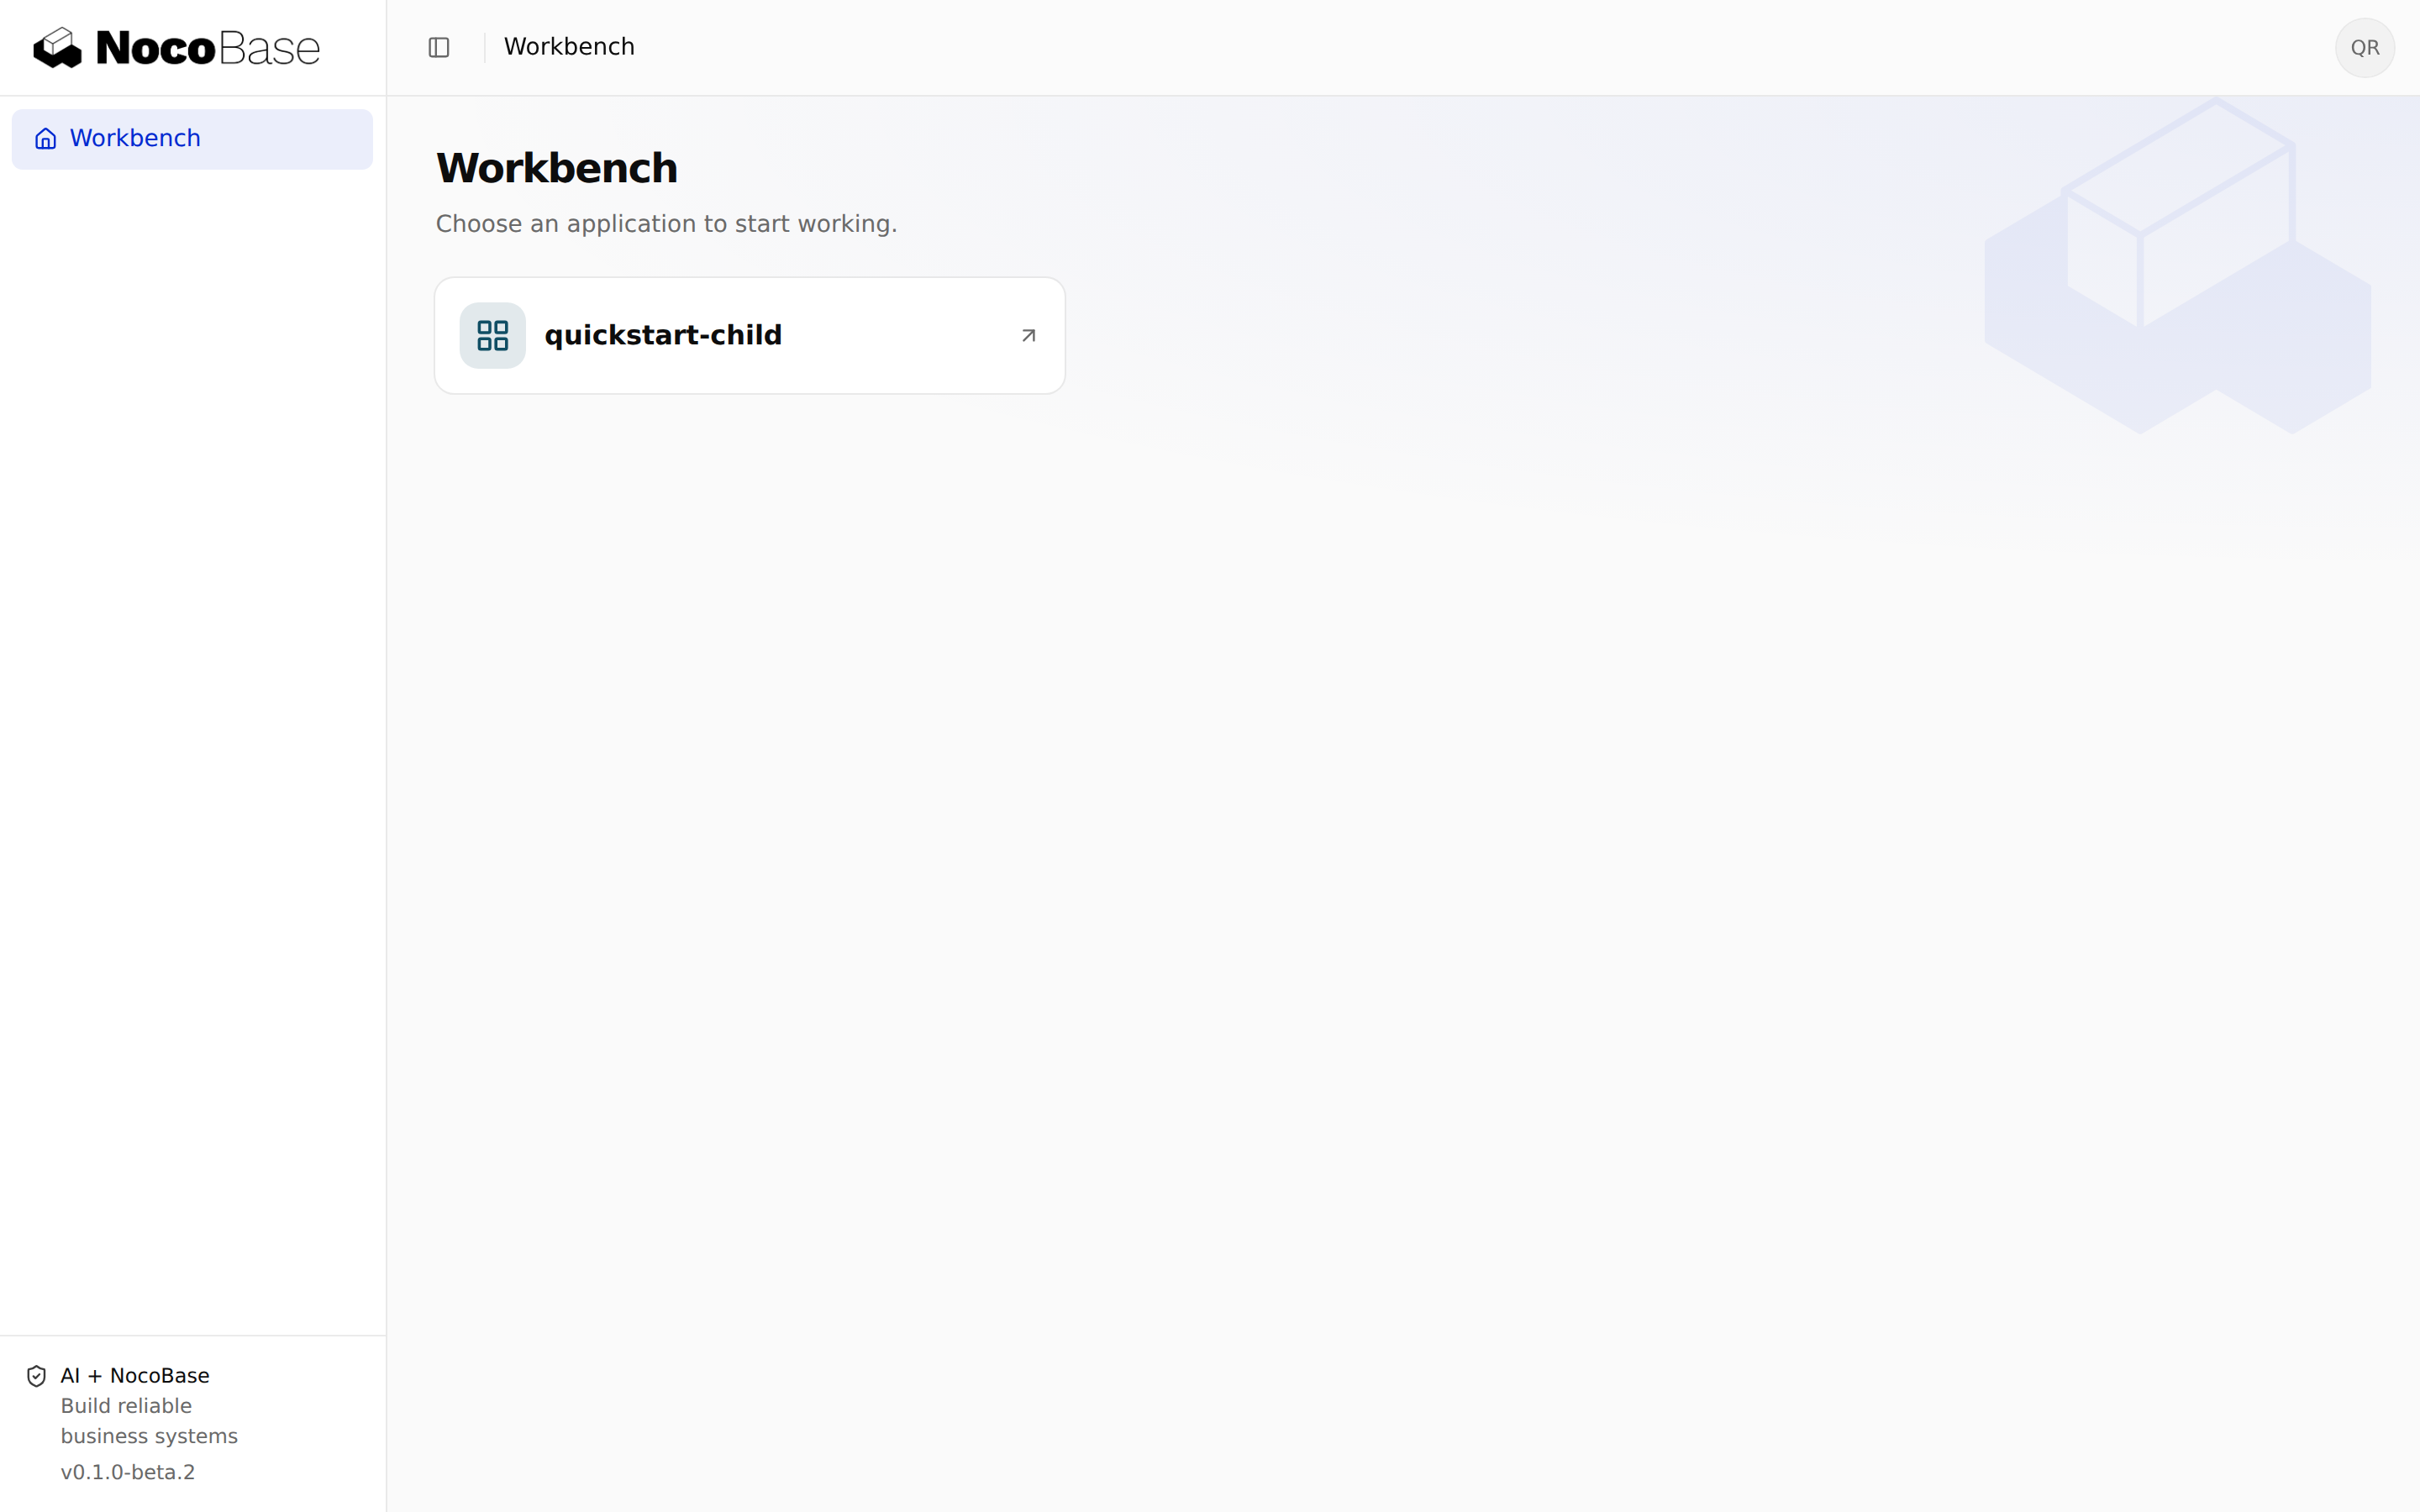 NocoBase
Workbench
QR
Workbench
Workbench
Choose an application to start working.
quickstart-child
AI + NocoBase
Build reliable
business systems
v0.1.0-beta.2